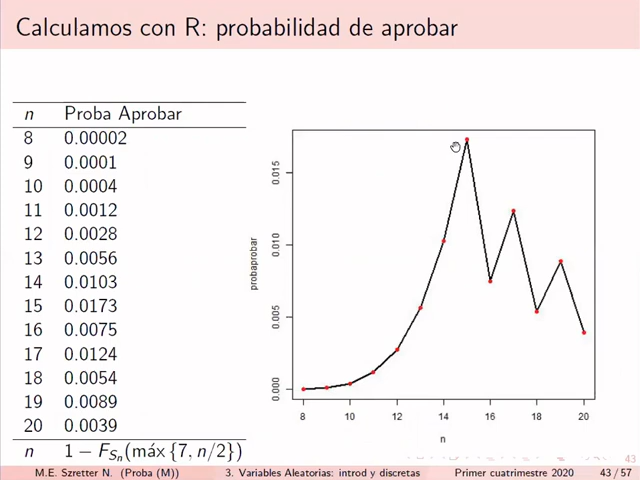 Calculamos con R: probabilidad de aprobar
n Proba Aprobar
8 0.00002
9 0.0001
10 0.0004
11 0.0012
12 0.0028
13 0.0056
14 0.0103
15 0.0173
16 0.0075
17 0.0124
18 0.0054
19 0.0089
20 0.0039
n 1 − F_{S_n}(máx {7, n/2})
probaprobar
0.015
0.010
0.005
0.000
8 10 12 14 16 18 20
n
43
M.E. Szretter N. (Proba (M)) 3. Variables Aleatorias: introd y discretas Primer cuatrimestre 2020 43 / 57